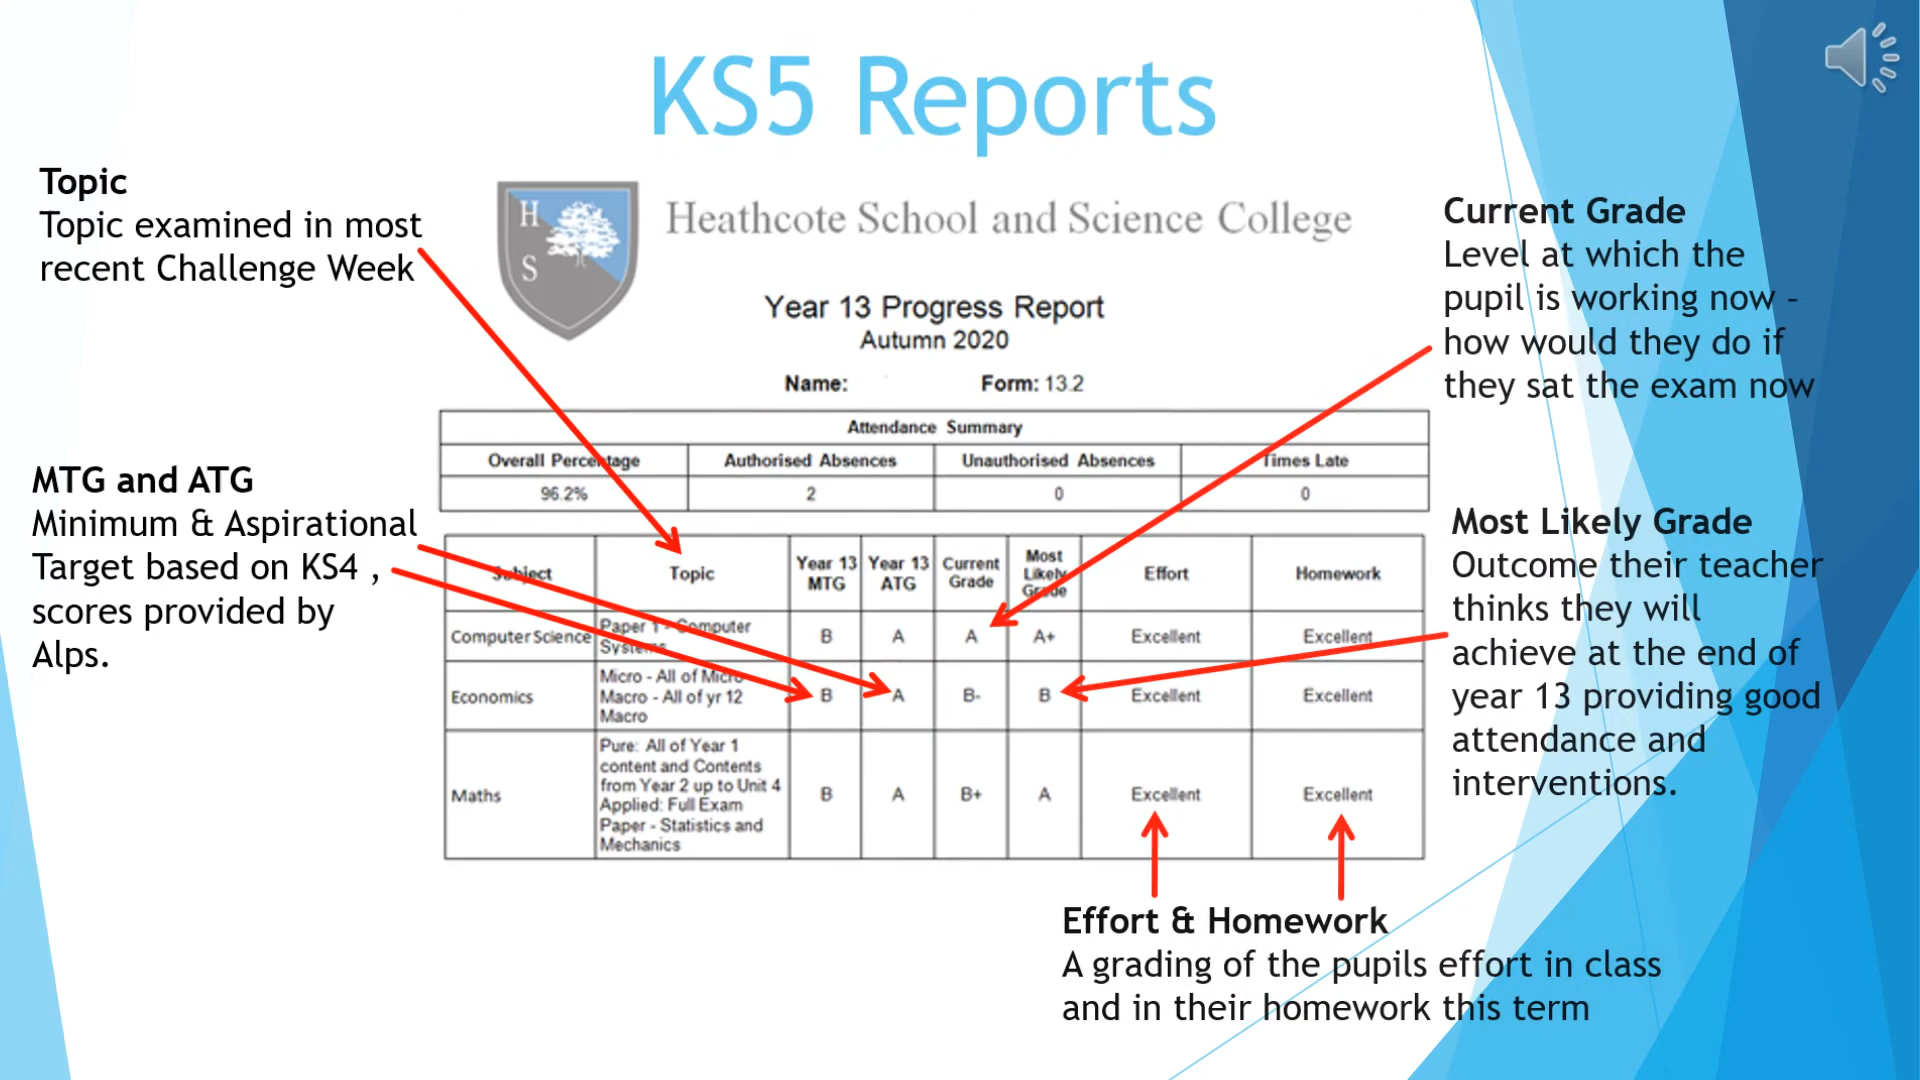 KS5 Reports
Topic
Topic examined in most
recent Challenge Week
MTG and ATG
Minimum & Aspirational
Target based on KS4 ,
scores provided by
Alps.
H
S
Heathcote School and Science College
Year 13 Progress Report
Autumn 2020
Name: Form: 13.2
Attendance Summary
Overall Percentage Authorised Absences Unauthorised Absences Times Late
96.2% 2 0 0
Subject Topic Year 13 MTG Year 13 ATG Current Grade Most Likely Grade Effort Homework
Computer Science Paper 1 - Computer Systems B A A A+ Excellent Excellent
Economics Micro - All of Micro Macro - All of yr 12 Macro B A B- B Excellent Excellent
Maths Pure: All of Year 1 content and Contents from Year 2 up to Unit 4 Applied: Full Exam Paper - Statistics and Mechanics B A B+ A Excellent Excellent
Current Grade
Level at which the
pupil is working now -
how would they do if
they sat the exam now
Most Likely Grade
Outcome their teacher
thinks they will
achieve at the end of
year 13 providing good
attendance and
interventions.
Effort & Homework
A grading of the pupils effort in class
and in their homework this term